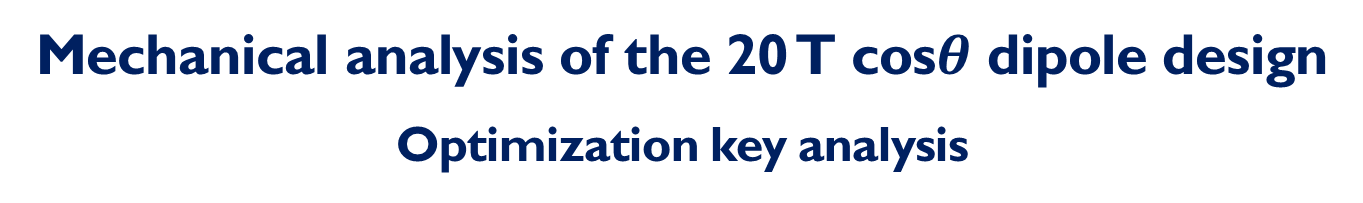 Mechanical analysis of the 20 T cosθ dipole design
Optimization key analysis